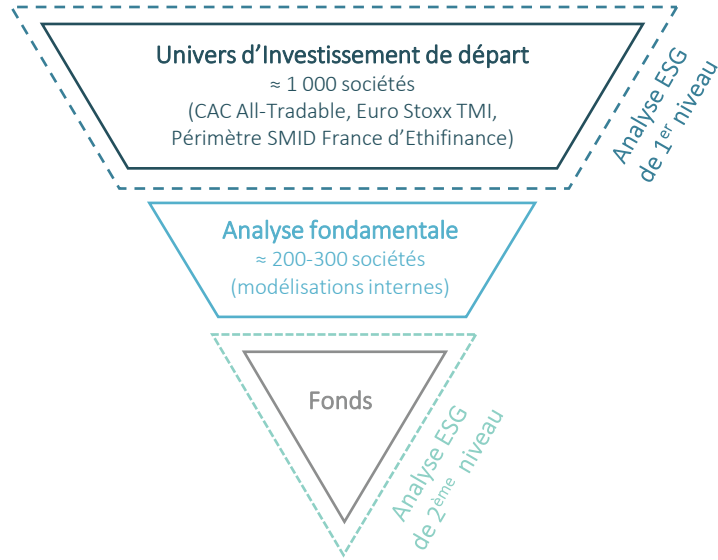 Univers d’Investissement de départ
≈ 1 000 sociétés
(CAC All-Tradable, Euro Stoxx TMI,
Périmètre SMID France d’Ethifinance)
Analyse ESG
de 1er niveau
Analyse fondamentale
≈ 200-300 sociétés
(modélisations internes)
Fonds
Analyse ESG
de 2ème niveau